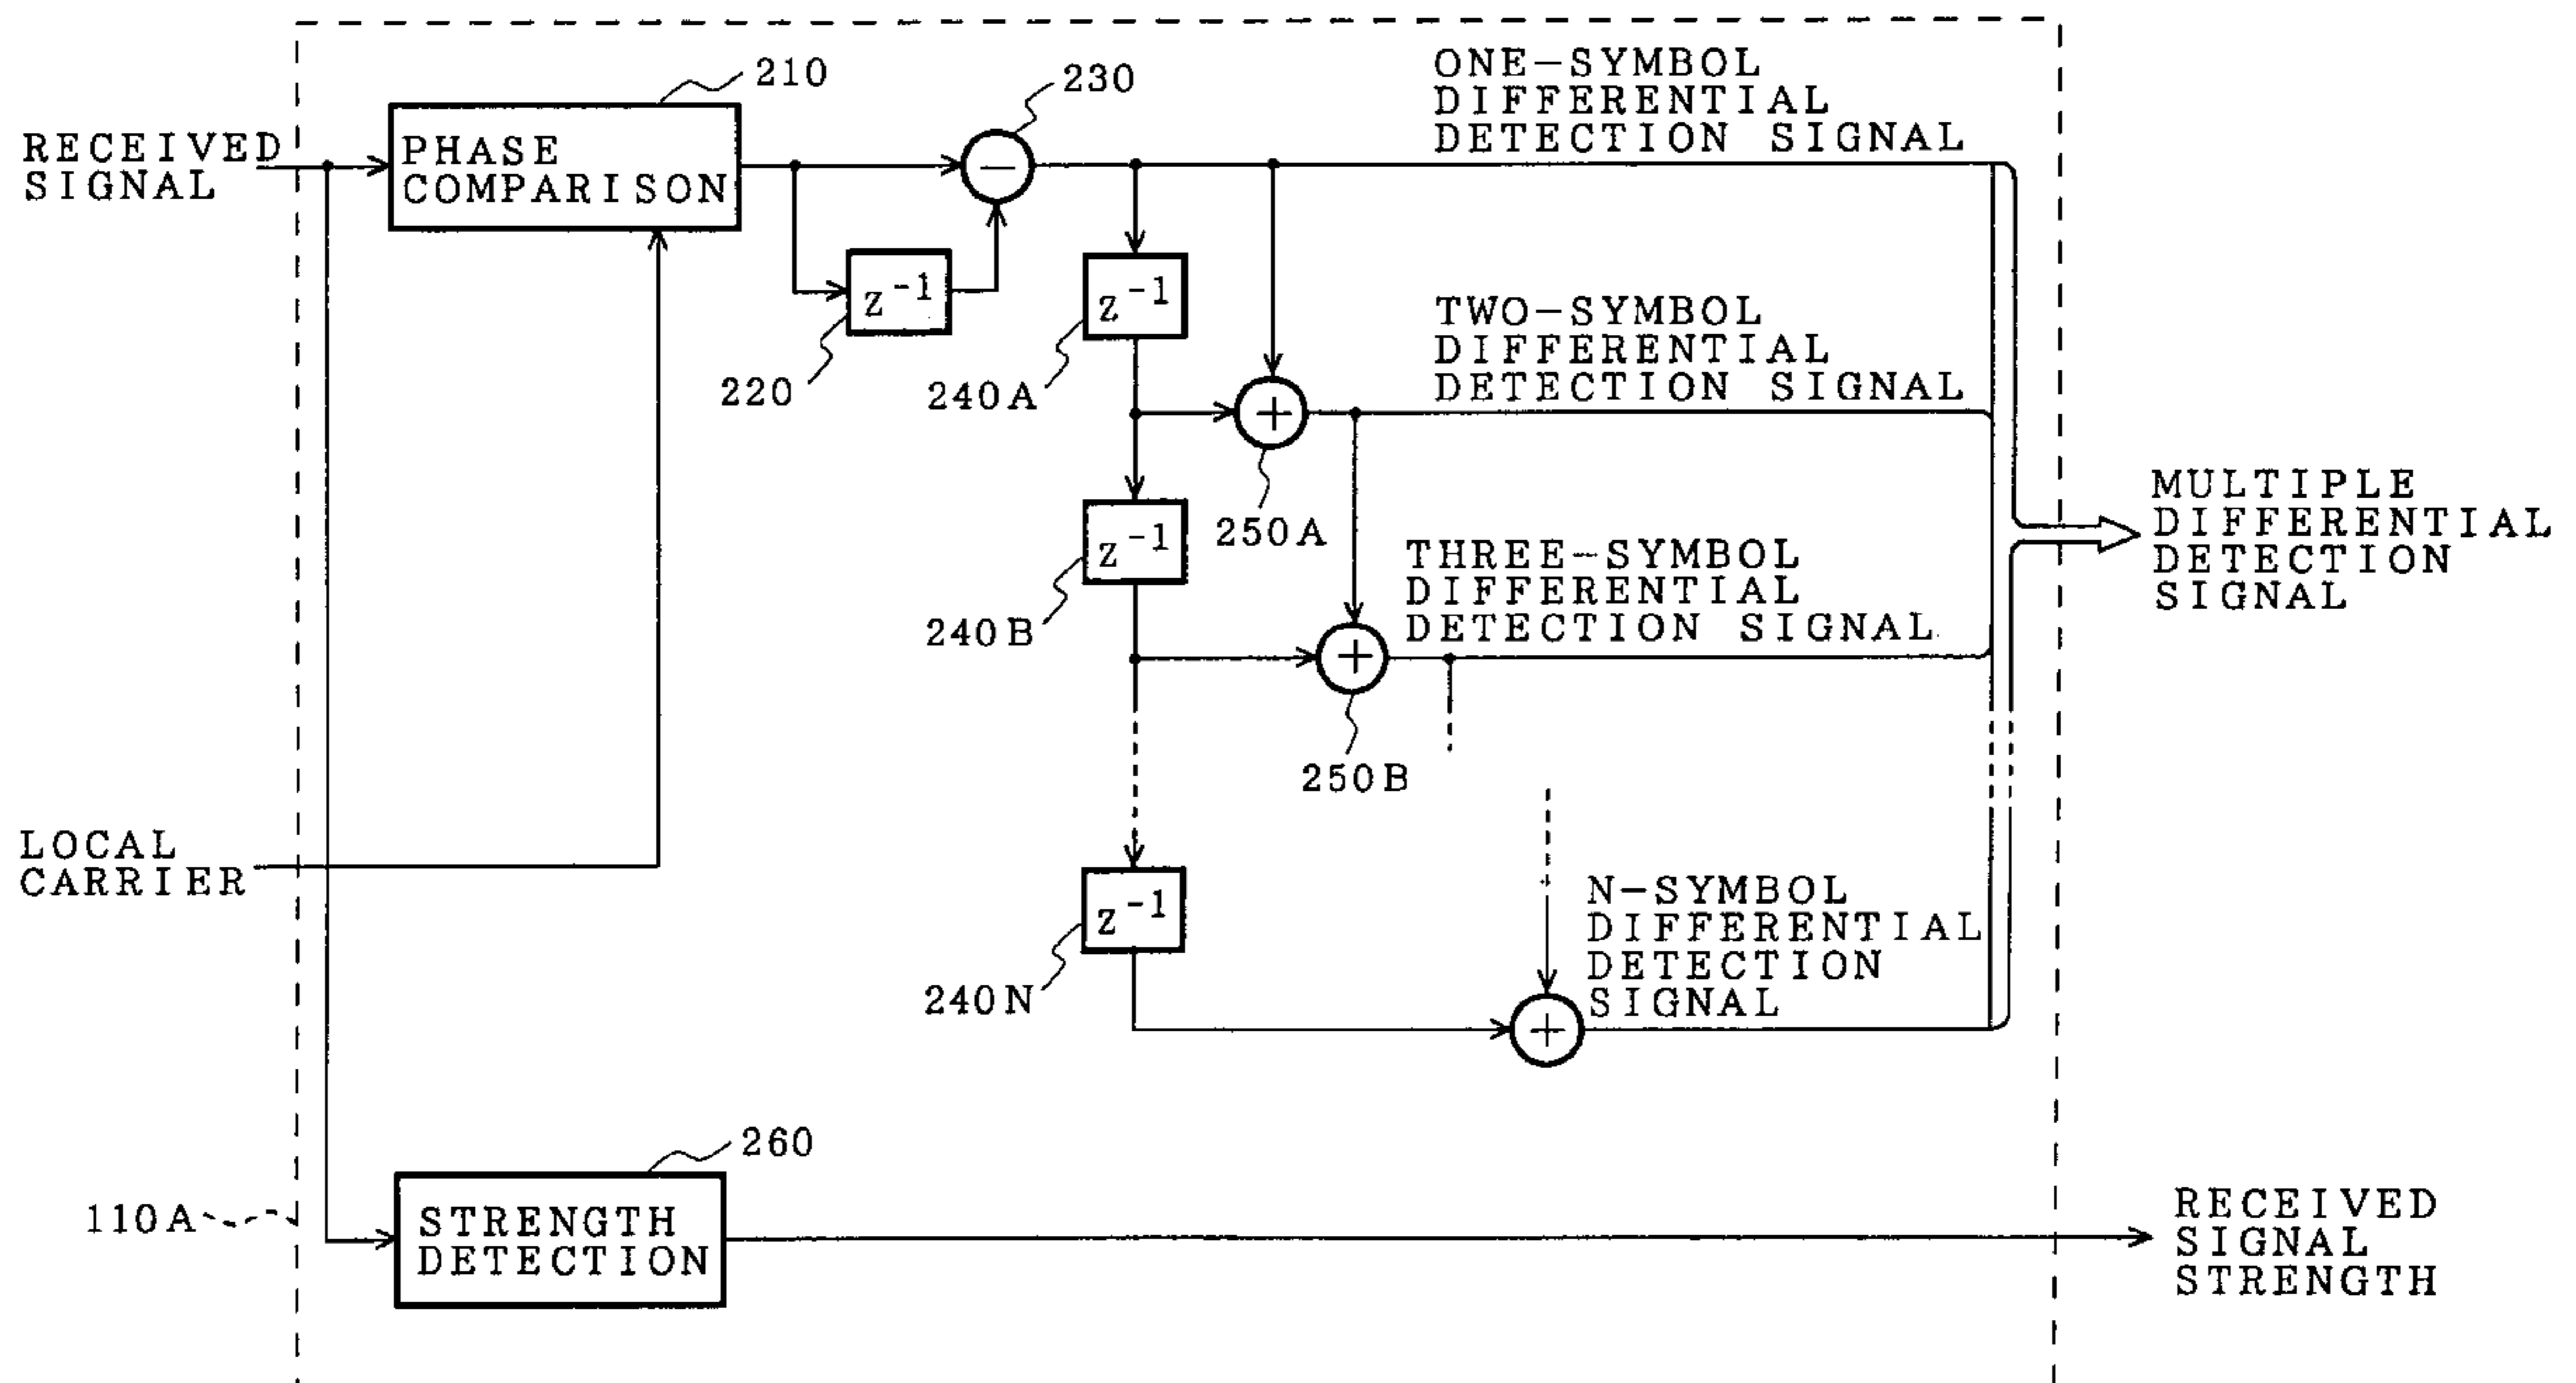 RECEIVED
SIGNAL
210
PHASE
COMPARISON
230
−
z⁻¹
220
ONE−SYMBOL
DIFFERENTIAL
DETECTION SIGNAL
z⁻¹
240A
TWO−SYMBOL
DIFFERENTIAL
DETECTION SIGNAL
+
250A
z⁻¹
240B
THREE−SYMBOL
DIFFERENTIAL
DETECTION SIGNAL
+
250B
MULTIPLE
DIFFERENTIAL
DETECTION
SIGNAL
LOCAL
CARRIER
z⁻¹
240N
N−SYMBOL
DIFFERENTIAL
DETECTION
SIGNAL
+
260
110A
STRENGTH
DETECTION
RECEIVED
SIGNAL
STRENGTH